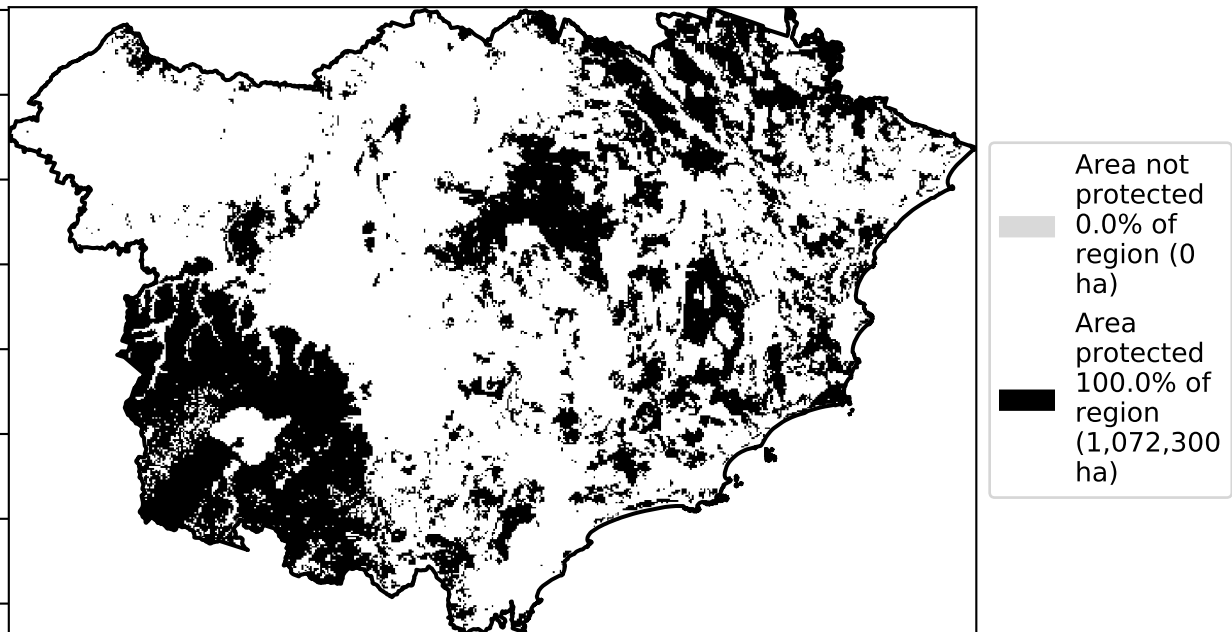 Area not
protected
0.0% of
region (0
ha)
Area
protected
100.0% of
region
(1,072,300
ha)